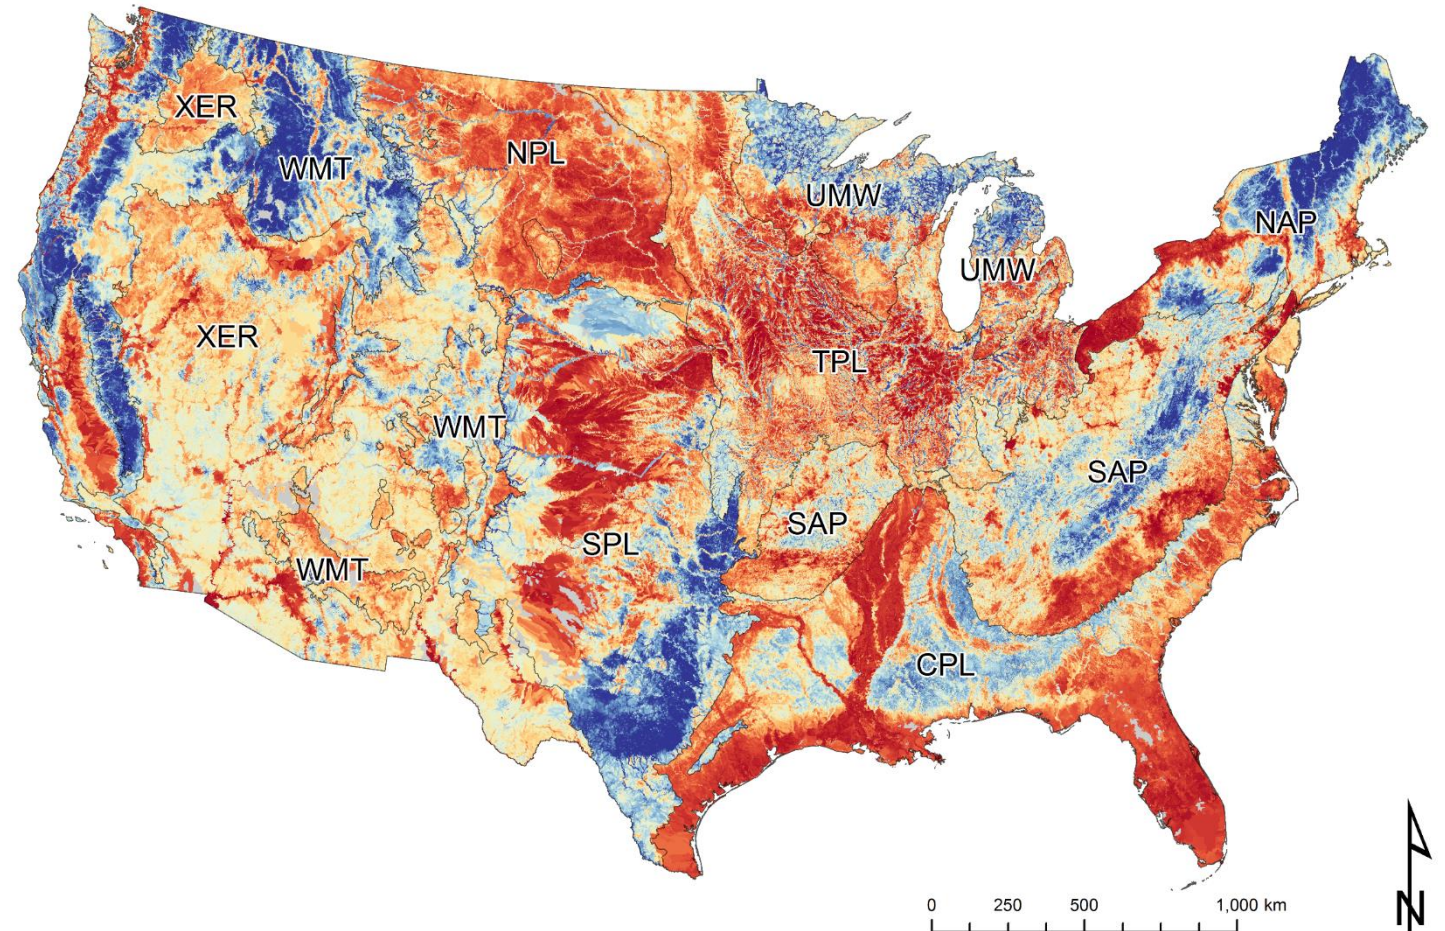 XER
WMT
NPL
UMW
NAP
UMW
XER
TPL
WMT
SAP
SAP
SPL
WMT
CPL
0 250 500 1,000 km
N